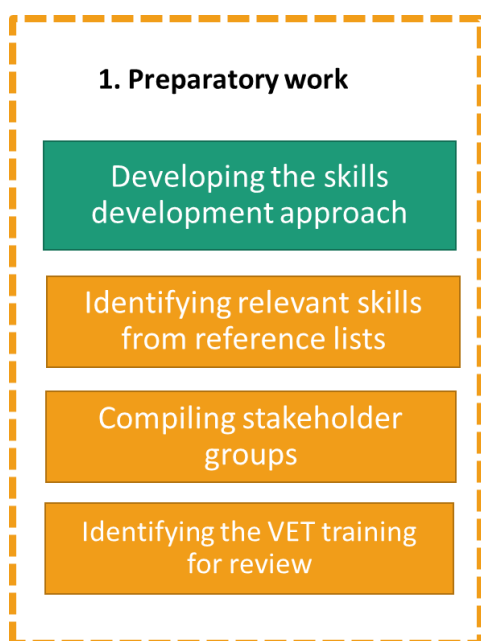 1. Preparatory work
Developing the skills
development approach
Identifying relevant skills
from reference lists
Compiling stakeholder
groups
Identifying the VET training
for review